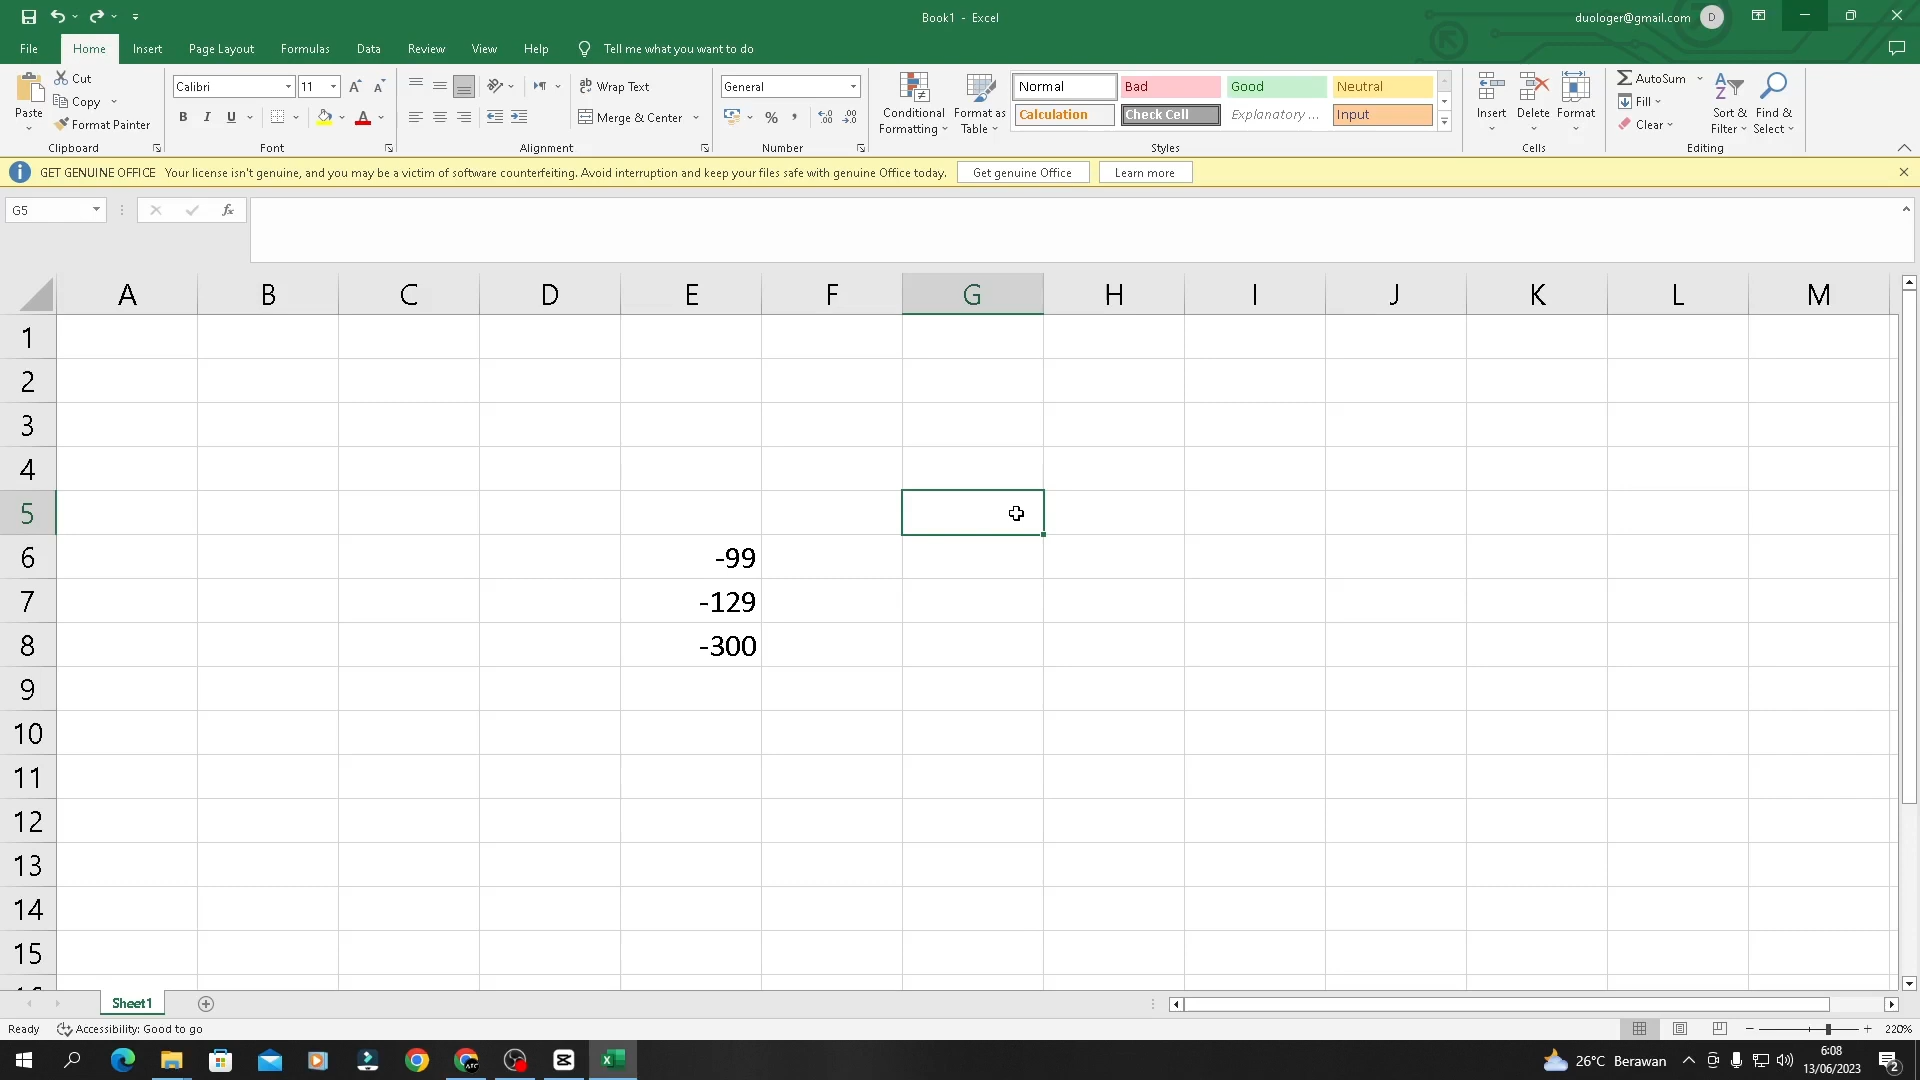 Book1 - Excel
duologer@gmail.com
D
File
Home
Insert
Page Layout
Formulas
Data
Review
View
Help
Tell me what you want to do
Paste
Cut
Copy
Format Painter
Clipboard
Calibri
11
B
I
U
Font
Wrap Text
Merge & Center
Alignment
General
%
Number
Conditional
Formatting
Format as
Table
Normal
Bad
Good
Neutral
Calculation
Check Cell
Explanatory ...
Input
Styles
Insert
Delete
Format
Cells
AutoSum
Fill
Clear
Sort &
Filter
Find &
Select
Editing
GET GENUINE OFFICE Your license isn't genuine, and you may be a victim of software counterfeiting. Avoid interruption and keep your files safe with genuine Office today.
Get genuine Office
Learn more
G5
fx
A B C D E F G H I J K L M
1
2
3
4
5
6 -99
7 -129
8 -300
9
10
11
12
13
14
15
Sheet1
Ready
Accessibility: Good to go
220%
26°C Berawan
6:08
13/06/2023
2